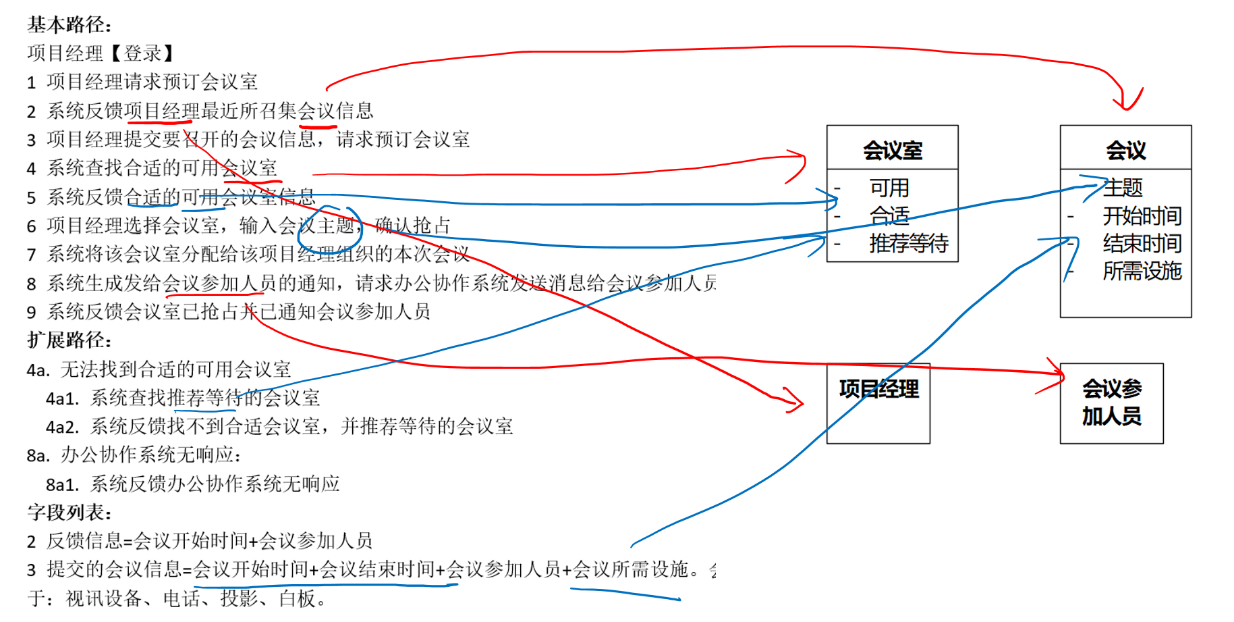 基本路径：
项目经理【登录】
1 项目经理请求预订会议室
2 系统反馈项目经理最近所召集会议信息
3 项目经理提交要召开的会议信息，请求预订会议室
4 系统查找合适的可用会议室
5 系统反馈合适的可用会议室信息
6 项目经理选择会议室，输入会议主题，确认抢占
7 系统将该会议室分配给该项目经理组织的本次会议
8 系统生成发给会议参加人员的通知，请求办公协作系统发送消息给会议参加人员
9 系统反馈会议室已抢占并已通知会议参加人员
扩展路径：
4a. 无法找到合适的可用会议室
4a1. 系统查找推荐等待的会议室
4a2. 系统反馈找不到合适会议室，并推荐等待的会议室
8a. 办公协作系统无响应：
8a1. 系统反馈办公协作系统无响应
字段列表：
2 反馈信息=会议开始时间+会议参加人员
3 提交的会议信息=会议开始时间+会议结束时间+会议参加人员+会议所需设施。
于：视讯设备、电话、投影、白板。
会议室
- 可用
- 合适
- 推荐等待
会议
主题
- 开始时间
- 结束时间
- 所需设施
项目经理
会议参
加人员